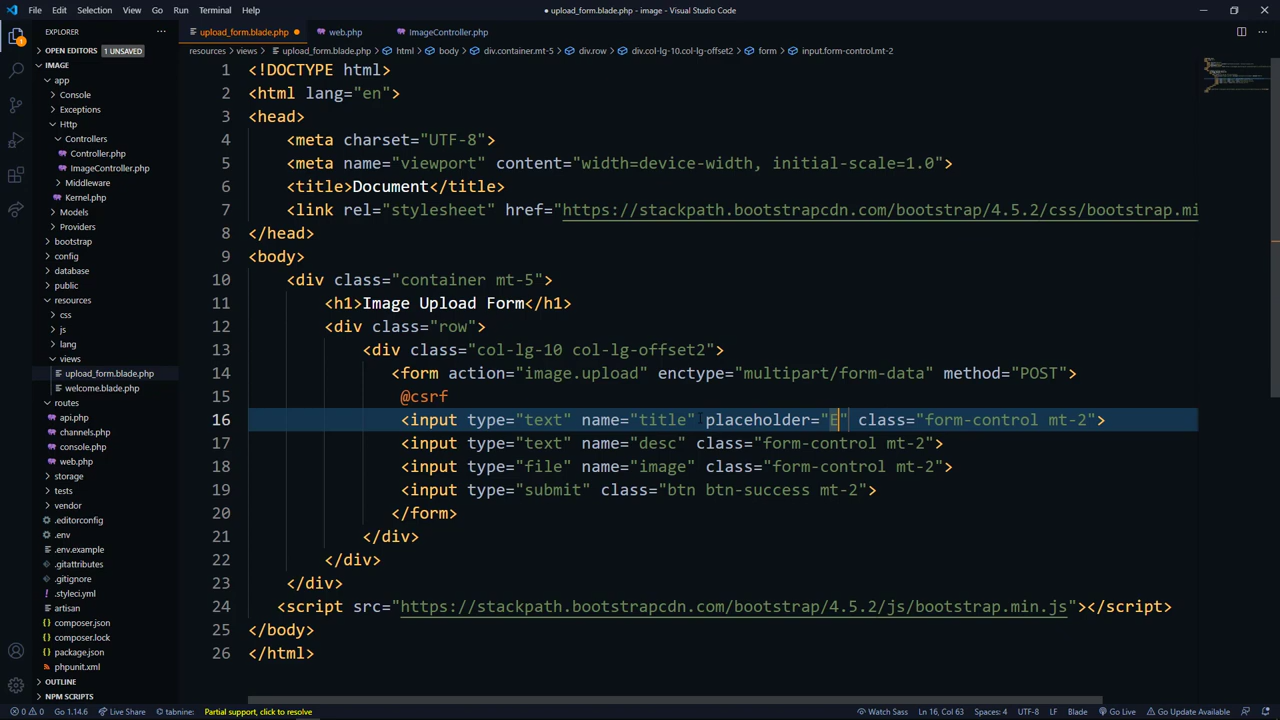 File Edit Selection View Go Run Terminal Help
● upload_form.blade.php - image - Visual Studio Code
EXPLORER
upload_form.blade.php ●
web.php
ImageController.php
OPEN EDITORS 1 UNSAVED
resources > views > upload_form.blade.php > html > body > div.container.mt-5 > div.row > div.col-lg-10.col-lg-offset2 > form > input.form-control.mt-2
IMAGE
app
Console
Exceptions
Http
Controllers
Controller.php
ImageController.php
Middleware
Kernel.php
Models
Providers
bootstrap
config
database
public
resources
css
js
lang
views
upload_form.blade.php
welcome.blade.php
routes
api.php
channels.php
console.php
web.php
storage
tests
vendor
.editorconfig
.env
.env.example
.gitattributes
.gitignore
.styleci.yml
artisan
composer.json
composer.lock
package.json
phpunit.xml
OUTLINE
NPM SCRIPTS
1 <!DOCTYPE html>
2 <html lang="en">
3 <head>
4 <meta charset="UTF-8">
5 <meta name="viewport" content="width=device-width, initial-scale=1.0">
6 <title>Document</title>
7 <link rel="stylesheet" href="https://stackpath.bootstrapcdn.com/bootstrap/4.5.2/css/bootstrap.mi
8 </head>
9 <body>
10 <div class="container mt-5">
11 <h1>Image Upload Form</h1>
12 <div class="row">
13 <div class="col-lg-10 col-lg-offset2">
14 <form action="image.upload" enctype="multipart/form-data" method="POST">
15 @csrf
16 <input type="text" name="title" placeholder="E" class="form-control mt-2">
17 <input type="text" name="desc" class="form-control mt-2">
18 <input type="file" name="image" class="form-control mt-2">
19 <input type="submit" class="btn btn-success mt-2">
20 </form>
21 </div>
22 </div>
23 </div>
24 <script src="https://stackpath.bootstrapcdn.com/bootstrap/4.5.2/js/bootstrap.min.js"></script>
25 </body>
26 </html>
0 0 Go 1.14.6 Live Share tabnine: Partial support, click to resolve
Watch Sass Ln 16, Col 63 Spaces: 4 UTF-8 LF Blade Go Live Go Update Available